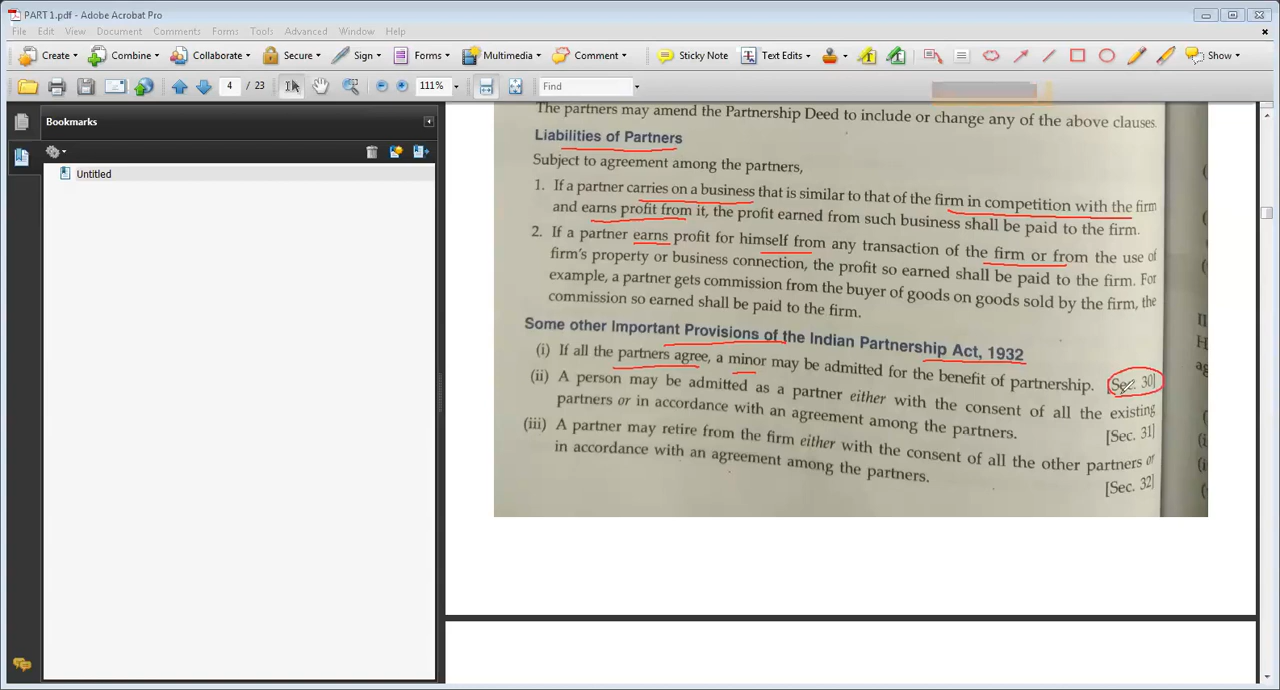 PART 1.pdf - Adobe Acrobat Pro
File Edit View Document Comments Forms Tools Advanced Window Help
Create Combine Collaborate Secure Sign Forms Multimedia Comment Sticky Note Text Edits Show
4 / 23 111% Find
Bookmarks
Untitled
The partners may amend the Partnership Deed to include or change any of the above clauses.
Liabilities of Partners
Subject to agreement among the partners,
1. If a partner carries on a business that is similar to that of the firm in competition with the firm
and earns profit from it, the profit earned from such business shall be paid to the firm.
2. If a partner earns profit for himself from any transaction of the firm or from the use of
firm's property or business connection, the profit so earned shall be paid to the firm. For
example, a partner gets commission from the buyer of goods on goods sold by the firm, the
commission so earned shall be paid to the firm.
Some other Important Provisions of the Indian Partnership Act, 1932
(i) If all the partners agree, a minor may be admitted for the benefit of partnership. [Sec. 30]
(ii) A person may be admitted as a partner either with the consent of all the existing
partners or in accordance with an agreement among the partners. [Sec. 31]
(iii) A partner may retire from the firm either with the consent of all the other partners or
in accordance with an agreement among the partners. [Sec. 32]